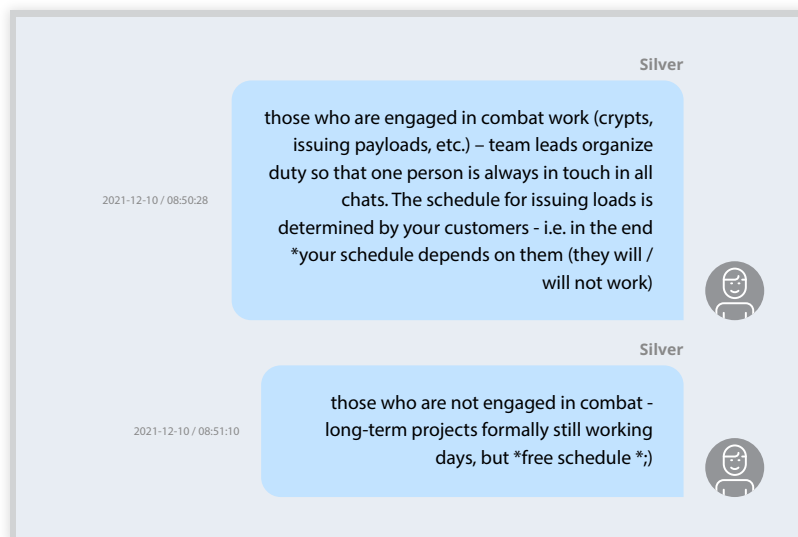 Silver
those who are engaged in combat work (crypts,
issuing payloads, etc.) – team leads organize
duty so that one person is always in touch in all
chats. The schedule for issuing loads is
determined by your customers - i.e. in the end
*your schedule depends on them (they will /
will not work)
2021-12-10 / 08:50:28
Silver
those who are not engaged in combat -
long-term projects formally still working
days, but *free schedule *;)
2021-12-10 / 08:51:10